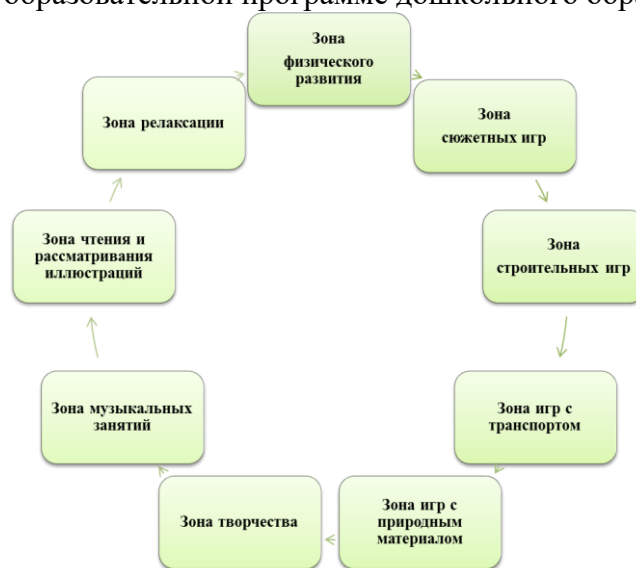 образовательной программе дошкольного обра
Зона
физического
развития
Зона
сюжетных игр
Зона
строительных игр
Зона игр с
транспортом
Зона игр с
природным
материалом
Зона творчества
Зона музыкальных
занятий
Зона чтения и
рассматривания
иллюстраций
Зона релаксации